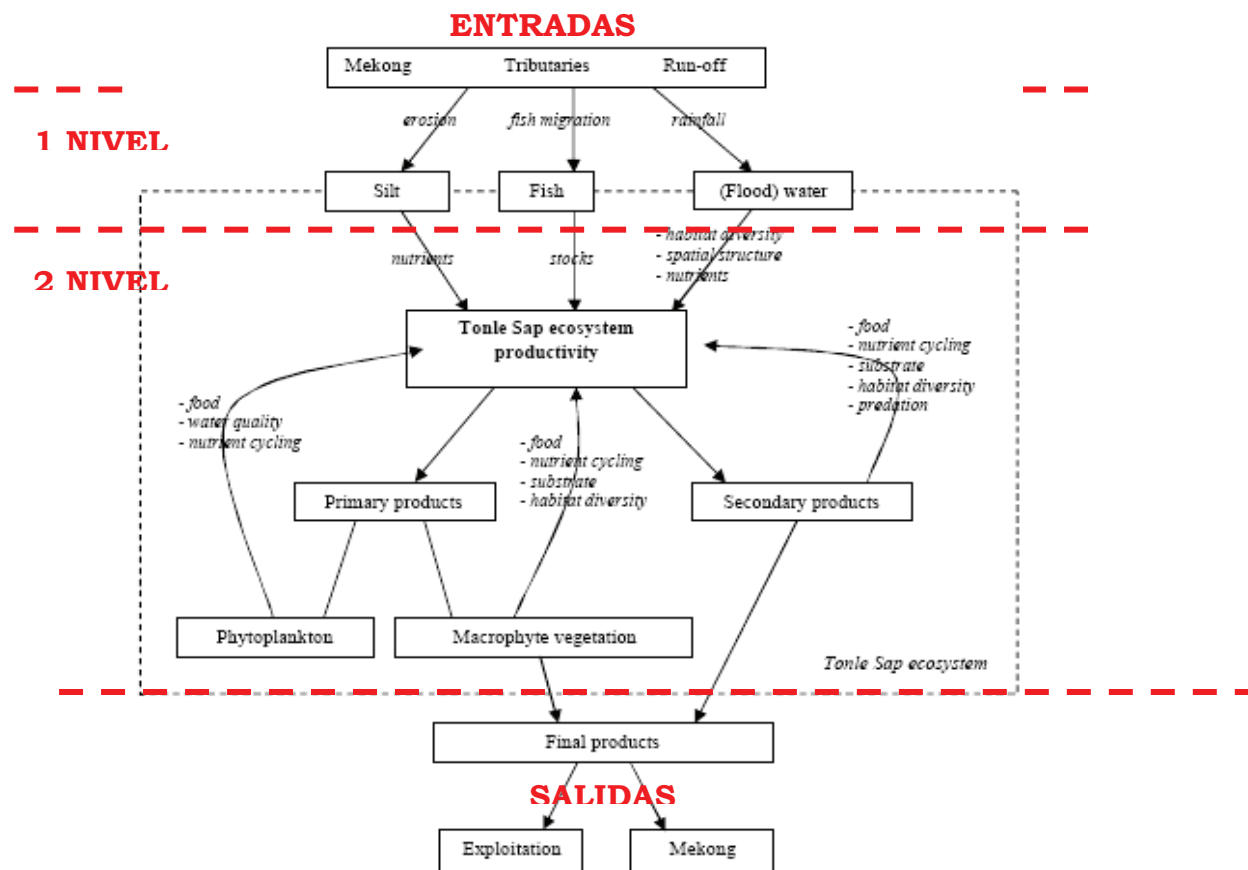 ENTRADAS
Mekong Tributaries Run-off
erosion fish migration rainfall
1 NIVEL
Silt Fish (Flood) water
- habitat diversity
- spatial structure
- nutrients
nutrients stocks
2 NIVEL
Tonle Sap ecosystem
productivity
- food
- nutrient cycling
- substrate
- habitat diversity
- predation
- food
- water quality
- nutrient cycling
- food
- nutrient cycling
- substrate
- habitat diversity
Primary products Secondary products
Phytoplankton Macrophyte vegetation
Tonle Sap ecosystem
Final products
SALIDAS
Exploitation Mekong